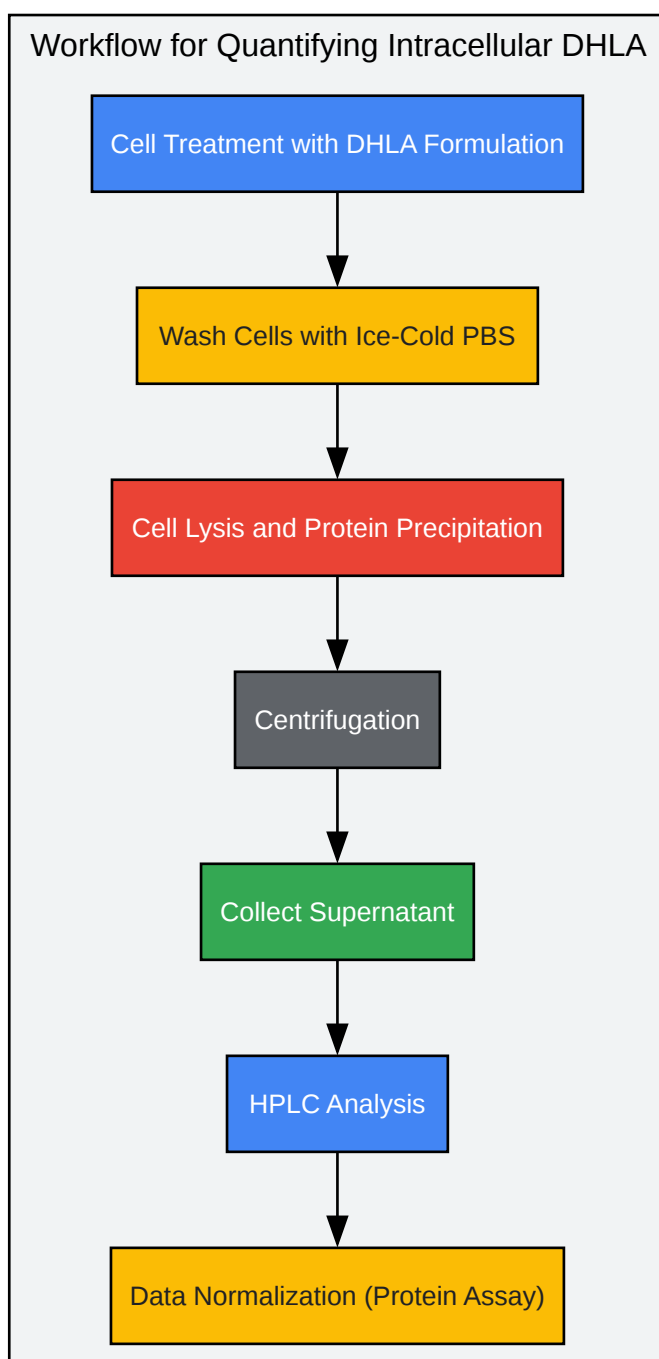 Workflow for Quantifying Intracellular DHLA
Cell Treatment with DHLA Formulation
Wash Cells with Ice-Cold PBS
Cell Lysis and Protein Precipitation
Centrifugation
Collect Supernatant
HPLC Analysis
Data Normalization (Protein Assay)